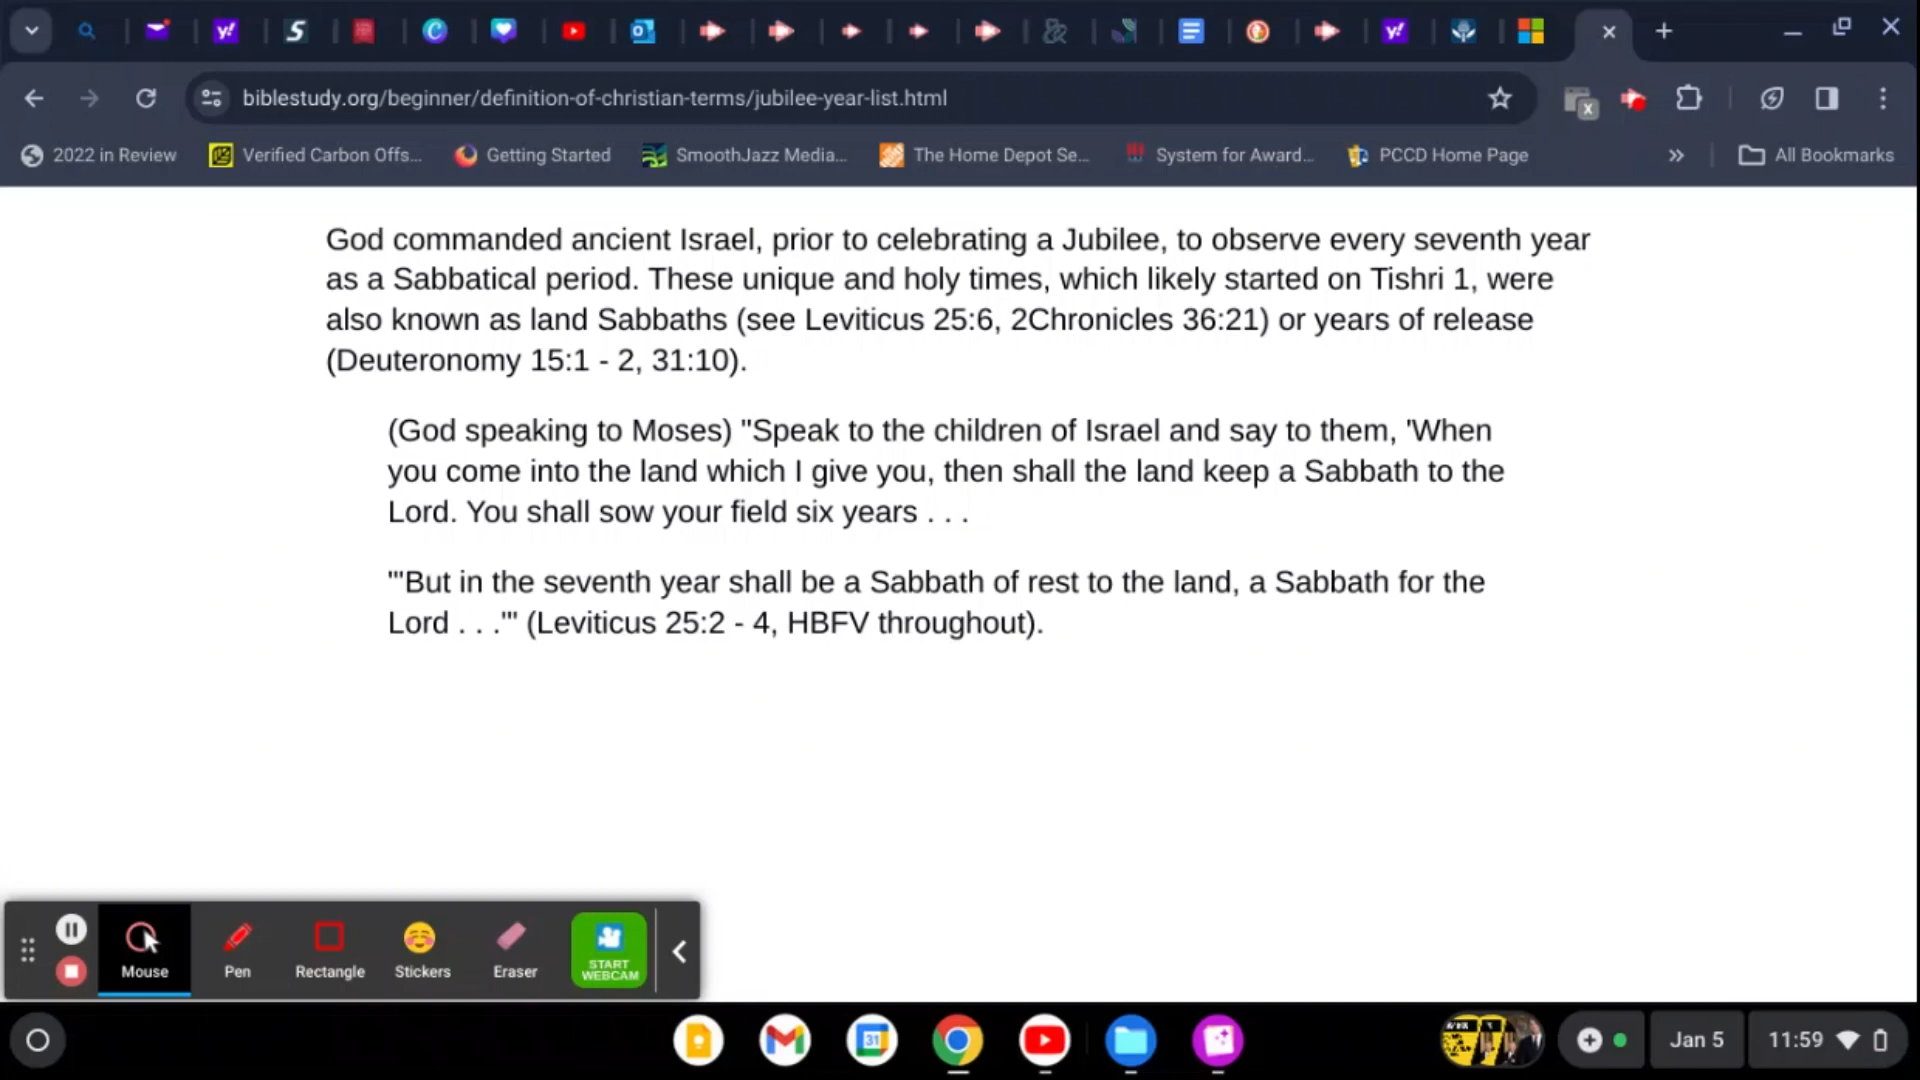 biblestudy.org/beginner/definition-of-christian-terms/jubilee-year-list.html
2022 in Review
Verified Carbon Offs...
Getting Started
SmoothJazz Media...
The Home Depot Se...
System for Award...
PCCD Home Page
All Bookmarks
God commanded ancient Israel, prior to celebrating a Jubilee, to observe every seventh year
as a Sabbatical period. These unique and holy times, which likely started on Tishri 1, were
also known as land Sabbaths (see Leviticus 25:6, 2Chronicles 36:21) or years of release
(Deuteronomy 15:1 - 2, 31:10).
(God speaking to Moses) "Speak to the children of Israel and say to them, 'When
you come into the land which I give you, then shall the land keep a Sabbath to the
Lord. You shall sow your field six years . . .
"'But in the seventh year shall be a Sabbath of rest to the land, a Sabbath for the
Lord . . .'" (Leviticus 25:2 - 4, HBFV throughout).
Mouse
Pen
Rectangle
Stickers
Eraser
START
WEBCAM
31
Jan 5
11:59